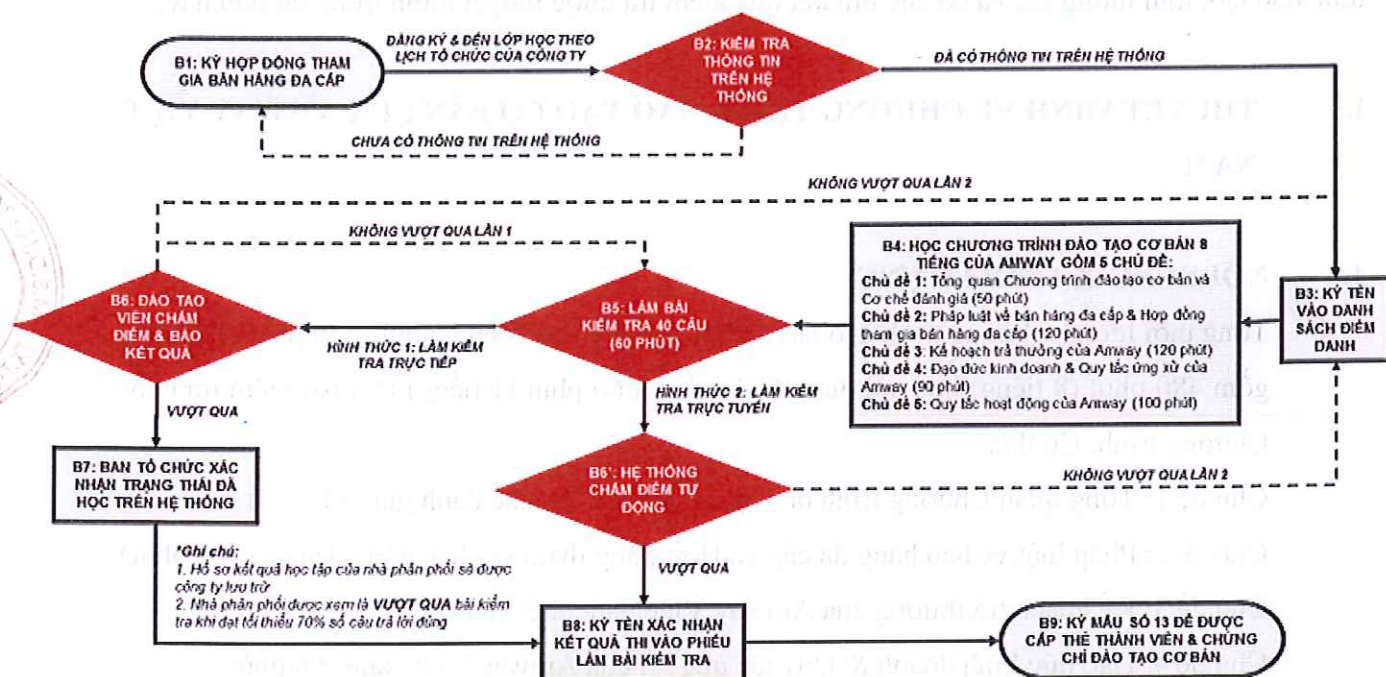 ĐĂNG KÝ & ĐẾN LỚP HỌC THEO
LỊCH TỔ CHỨC CỦA CÔNG TY
B1: KÝ HỢP ĐỒNG THAM
GIA BÁN HÀNG ĐA CẤP
B2: KIỂM TRA
THÔNG TIN
TRÊN HỆ
THỐNG
ĐÃ CÓ THÔNG TIN TRÊN HỆ THỐNG
CHƯA CÓ THÔNG TIN TRÊN HỆ THỐNG
KHÔNG VƯỢT QUA LẦN 2
KHÔNG VƯỢT QUA LẦN 1
B4: HỌC CHƯƠNG TRÌNH ĐÀO TẠO CƠ BẢN 8
TIẾNG CỦA AMWAY GỒM 5 CHỦ ĐỀ:
Chủ đề 1: Tổng quan Chương trình đào tạo cơ bản và
Cơ chế đánh giá (50 phút)
Chủ đề 2: Pháp luật về bán hàng đa cấp & Hợp đồng
tham gia bán hàng đa cấp (120 phút)
Chủ đề 3: Kế hoạch trả thưởng của Amway (120 phút)
Chủ đề 4: Đạo đức kinh doanh & Quy tắc ứng xử của
Amway (90 phút)
Chủ đề 5: Quy tắc hoạt động của Amway (100 phút)
B3: KÝ TÊN
VÀO DANH
SÁCH ĐIỂM
DANH
B6: ĐÀO TẠO
VIÊN CHẤM
ĐIỂM & BÁO
KẾT QUẢ
B5: LÀM BÀI
KIỂM TRA 40 CÂU
(60 PHÚT)
HÌNH THỨC 1: LÀM KIỂM
TRA TRỰC TIẾP
HÌNH THỨC 2: LÀM KIỂM
TRA TRỰC TUYẾN
VƯỢT QUA
B7: BAN TỔ CHỨC XÁC
NHẬN TRẠNG THÁI ĐÃ
HỌC TRÊN HỆ THỐNG
B6': HỆ THỐNG
CHẤM ĐIỂM TỰ
ĐỘNG
KHÔNG VƯỢT QUA LẦN 2
*Ghi chú:
1. Hồ sơ kết quả học tập của nhà phân phối sẽ được
công ty lưu trữ
2. Nhà phân phối được xem là VƯỢT QUA bài kiểm
tra khi đạt tối thiểu 70% số câu trả lời đúng
VƯỢT QUA
B8: KÝ TÊN XÁC NHẬN
KẾT QUẢ THI VÀO PHIẾU
LÀM BÀI KIỂM TRA
B9: KÝ MẪU SỐ 13 ĐỂ ĐƯỢC
CẤP THẺ THÀNH VIÊN & CHỨNG
CHỈ ĐÀO TẠO CƠ BẢN